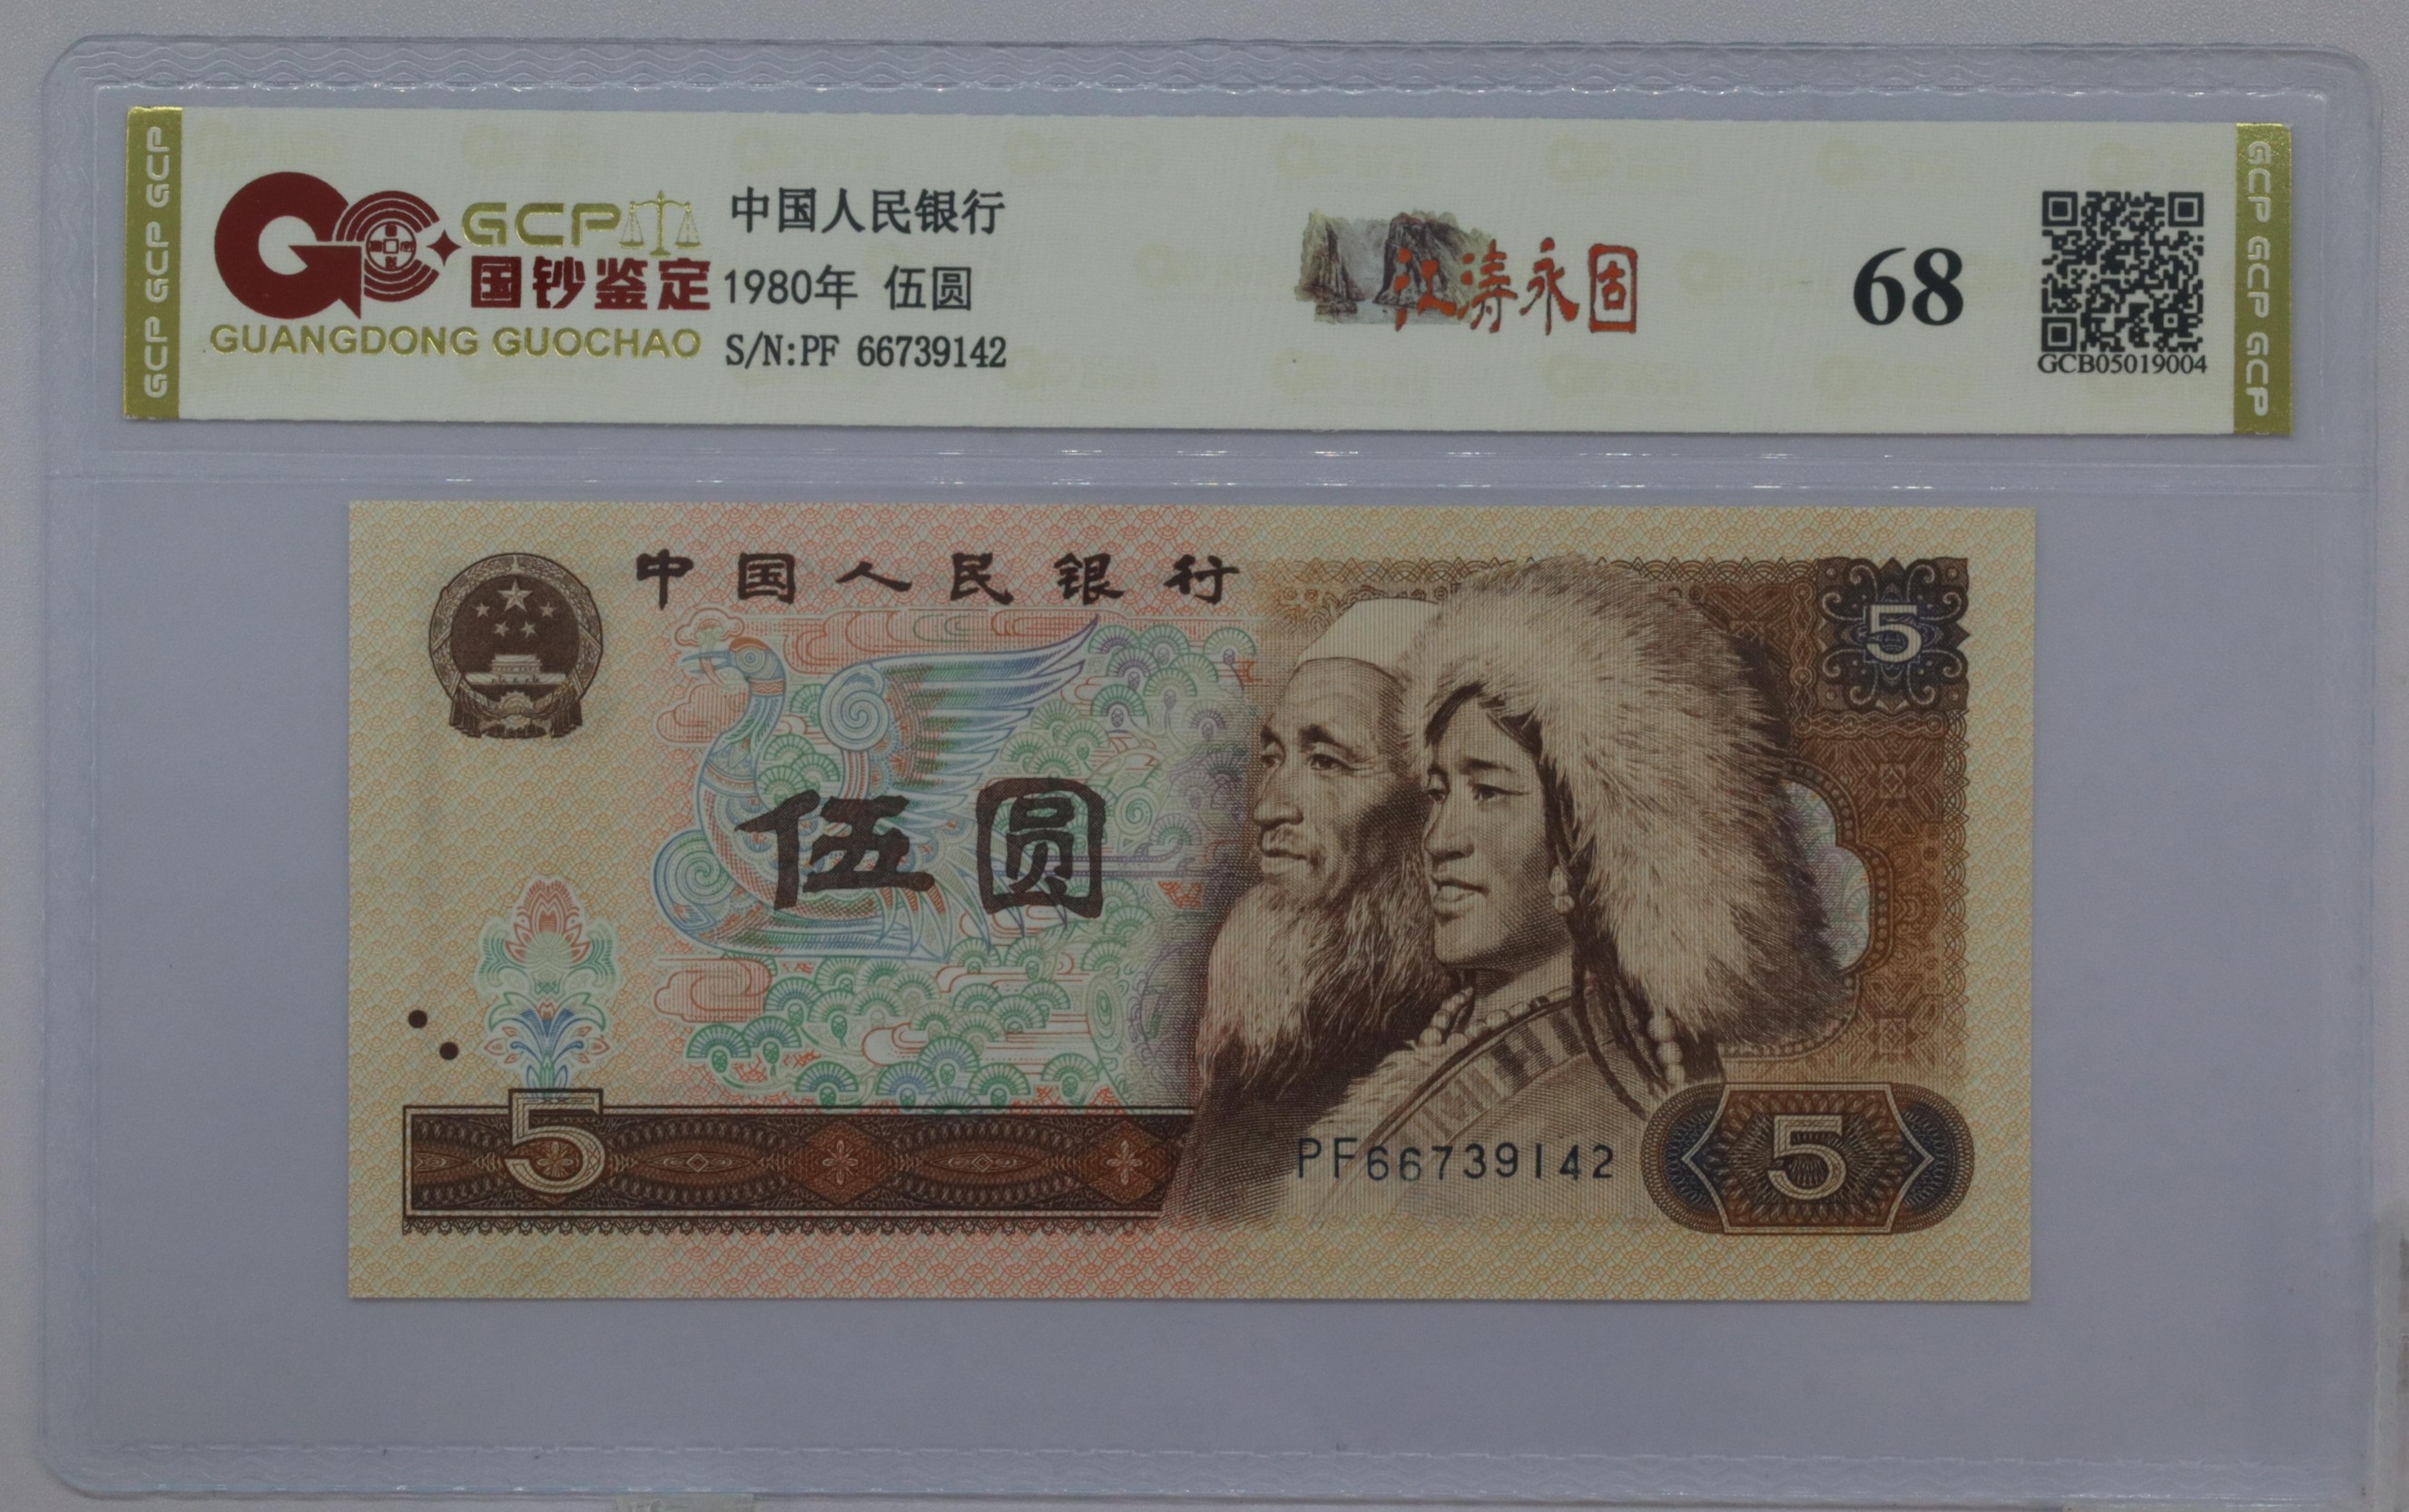 GCP GCP GCP
GCP
国钞鉴定
GUANGDONG GUOCHAO
中国人民银行
1980年 伍圆
S/N:PF 66739142
江涛永固
68
GCB05019004
GCP GCP GCP
中国人民银行
5
伍圆
5
PF66739142
5